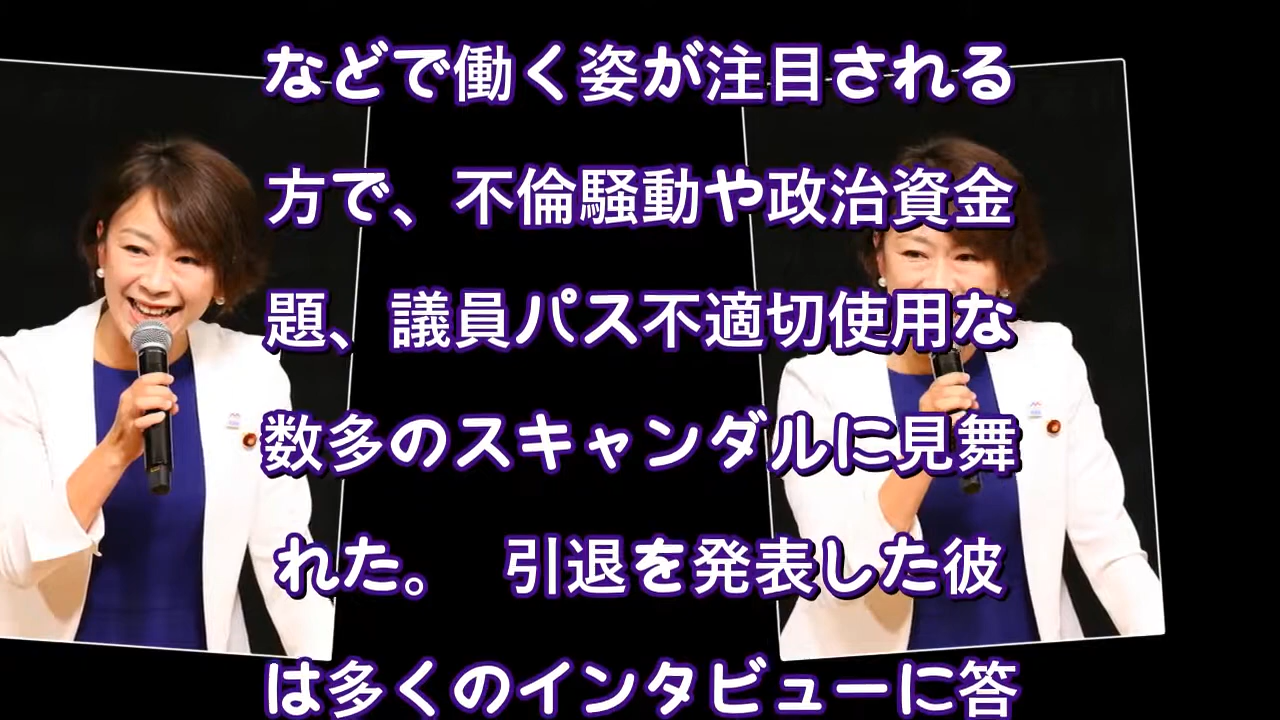 などで働く姿が注目される
方で、不倫騒動や政治資金
題、議員パス不適切使用な
数多のスキャンダルに見舞
れた。　引退を発表した彼
は多くのインタビューに答